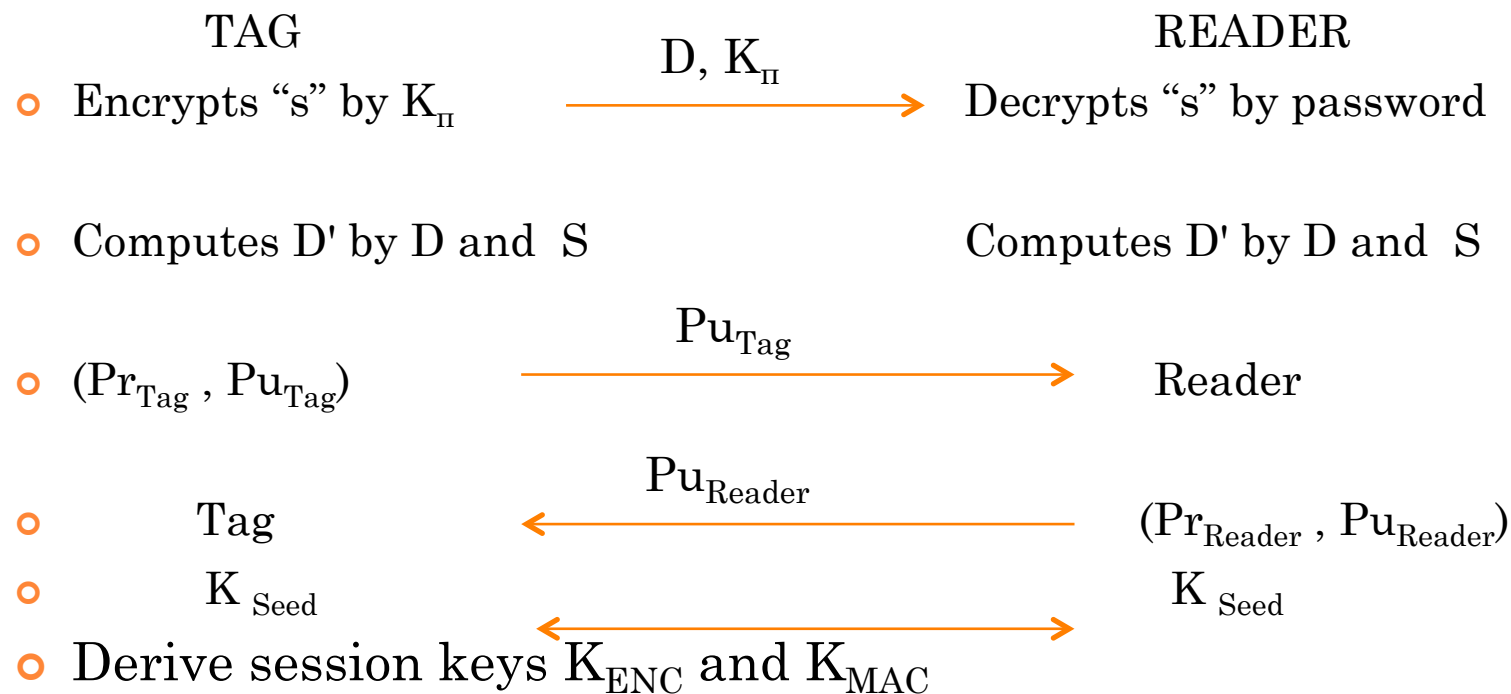 TAG READER
D, Kπ
Encrypts “s” by Kπ Decrypts “s” by password
Computes D' by D and S Computes D' by D and S
PuTag
(PrTag , PuTag) Reader
PuReader
Tag (PrReader , PuReader)
K Seed K Seed
Derive session keys KENC and KMAC